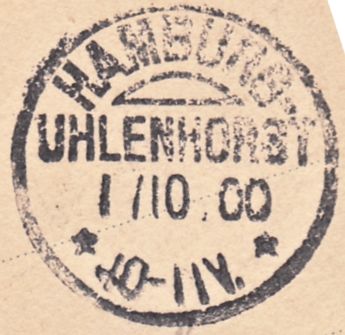 HAMBURG-
UHLENHORST
1/10.00
* 10-11V. *